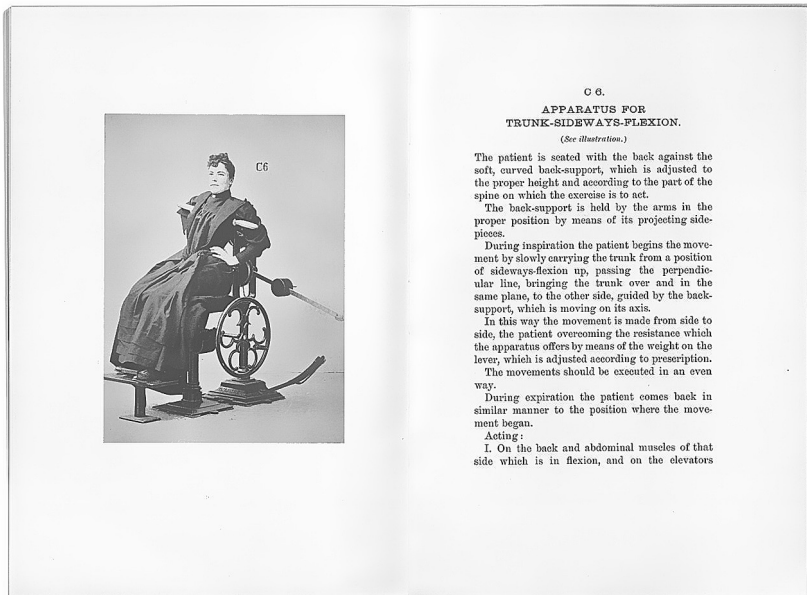 C6
C 6.
APPARATUS FOR
TRUNK-SIDEWAYS-FLEXION.
(See illustration.)
The patient is seated with the back against the
soft, curved back-support, which is adjusted to
the proper height and according to the part of the
spine on which the exercise is to act.
The back-support is held by the arms in the
proper position by means of its projecting side-
pieces.
During inspiration the patient begins the move-
ment by slowly carrying the trunk from a position
of sideways-flexion up, passing the perpendic-
ular line, bringing the trunk over and in the
same plane, to the other side, guided by the back-
support, which is moving on its axis.
In this way the movement is made from side to
side, the patient overcoming the resistance which
the apparatus offers by means of the weight on the
lever, which is adjusted according to prescription.
The movements should be executed in an even
way.
During expiration the patient comes back in
similar manner to the position where the move-
ment began.
Acting:
I. On the back and abdominal muscles of that
side which is in flexion, and on the elevators